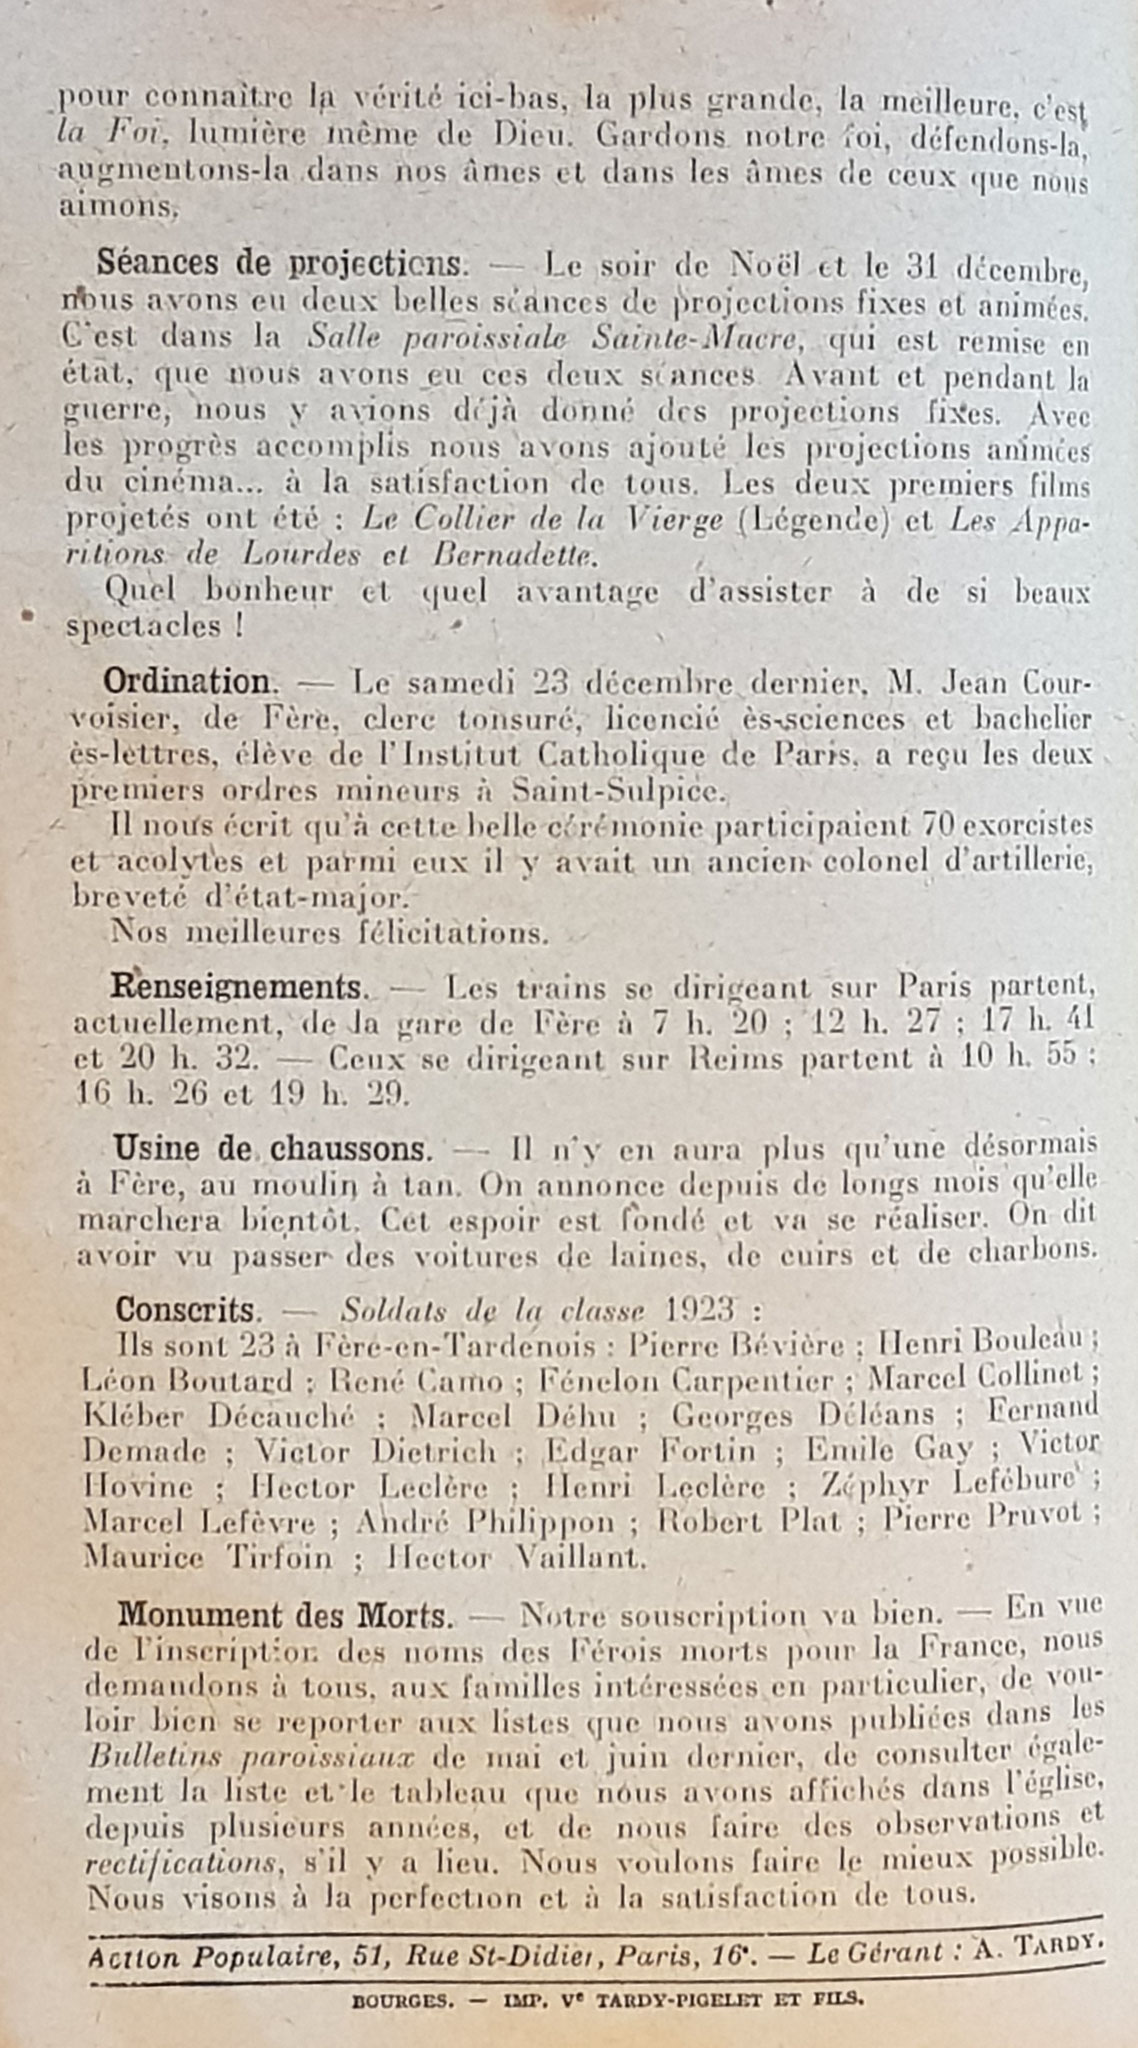 pour connaître la vérité ici-bas, la plus grande, la meilleure, c'est
la Foi, lumière même de Dieu. Gardons notre foi, défendons-la,
augmentons-la dans nos âmes et dans les âmes de ceux que nous
aimons.
Séances de projections. — Le soir de Noël et le 31 décembre,
nous avons eu deux belles séances de projections fixes et animées.
C'est dans la Salle paroissiale Sainte-Macre, qui est remise en
état, que nous avons eu ces deux séances. Avant et pendant la
guerre, nous y avions déjà donné des projections fixes. Avec
les progrès accomplis nous avons ajouté les projections animées
du cinéma... à la satisfaction de tous. Les deux premiers films
projetés ont été : Le Collier de la Vierge (Légende) et Les Appa-
ritions de Lourdes et Bernadette.
Quel bonheur et quel avantage d'assister à de si beaux
spectacles !
Ordination. — Le samedi 23 décembre dernier, M. Jean Cour-
voisier, de Fère, clerc tonsuré, licencié ès-sciences et bachelier
ès-lettres, élève de l'Institut Catholique de Paris, a reçu les deux
premiers ordres mineurs à Saint-Sulpice.
Il nous écrit qu'à cette belle cérémonie participaient 70 exorcistes
et acolytes et parmi eux il y avait un ancien colonel d'artillerie,
breveté d'état-major.
Nos meilleures félicitations.
Renseignements. — Les trains se dirigeant sur Paris partent,
actuellement, de la gare de Fère à 7 h. 20 ; 12 h. 27 ; 17 h. 41
et 20 h. 32. — Ceux se dirigeant sur Reims partent à 10 h. 55 ;
16 h. 26 et 19 h. 29.
Usine de chaussons. — Il n'y en aura plus qu'une désormais
à Fère, au moulin à tan. On annonce depuis de longs mois qu'elle
marchera bientôt. Cet espoir est fondé et va se réaliser. On dit
avoir vu passer des voitures de laines, de cuirs et de charbons.
Conscrits. — Soldats de la classe 1923 :
Ils sont 23 à Fère-en-Tardenois : Pierre Bévière ; Henri Bouleau ;
Léon Boutard ; René Camo ; Fénelon Carpentier ; Marcel Collinet ;
Kléber Décauché ; Marcel Déhu ; Georges Déléans ; Fernand
Demade ; Victor Dietrich ; Edgar Fortin ; Emile Gay ; Victor
Hovine ; Hector Leclère ; Henri Leclère ; Zéphyr Lefébure ;
Marcel Lefèvre ; André Philippon ; Robert Plat ; Pierre Pruvot ;
Maurice Tirfoin ; Hector Vaillant.
Monument des Morts. — Notre souscription va bien. — En vue
de l'inscription des noms des Férois morts pour la France, nous
demandons à tous, aux familles intéressées en particulier, de vou-
loir bien se reporter aux listes que nous avons publiées dans les
Bulletins paroissiaux de mai et juin dernier, de consulter égale-
ment la liste et le tableau que nous avons affichés dans l'église,
depuis plusieurs années, et de nous faire des observations et
rectifications, s'il y a lieu. Nous voulons faire le mieux possible.
Nous visons à la perfection et à la satisfaction de tous.
Action Populaire, 51, Rue St-Didier, Paris, 16e. — Le Gérant : A. TARDY.
BOURGES. — IMP. Ve TARDY-PIGELET ET FILS.